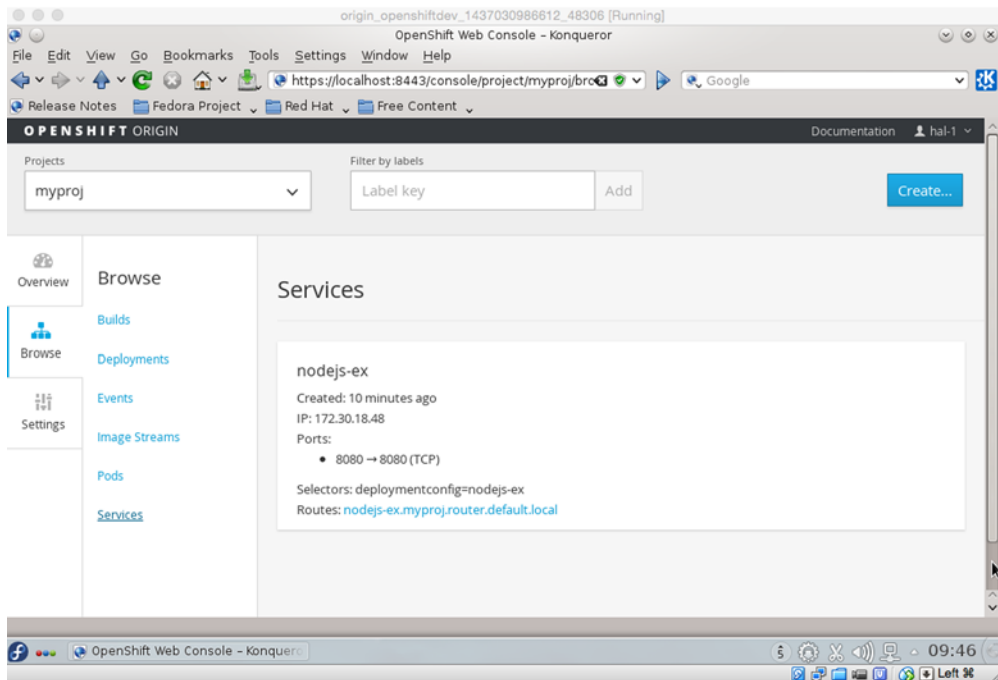 origin_openshiftdev_1437030986612_48306 [Running]
OpenShift Web Console – Konqueror
File Edit View Go Bookmarks Tools Settings Window Help
https://localhost:8443/console/project/myproj/bro
Google
Release Notes Fedora Project Red Hat Free Content
OPENSHIFT ORIGIN
Documentation hal-1
Projects
Filter by labels
myproj
Label key
Add
Create...
Overview
Browse
Settings
Browse
Builds
Deployments
Events
Image Streams
Pods
Services
Services
nodejs-ex
Created: 10 minutes ago
IP: 172.30.18.48
Ports:
• 8080 → 8080 (TCP)
Selectors: deploymentconfig=nodejs-ex
Routes: nodejs-ex.myproj.router.default.local
OpenShift Web Console – Konquero
09:46
Left ⌘